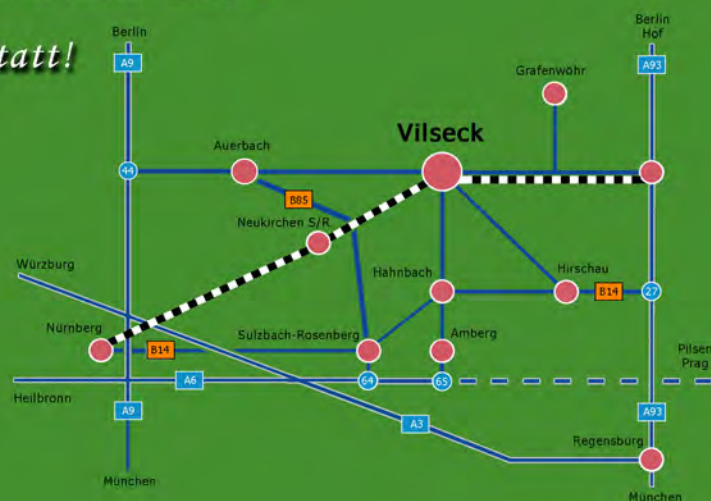 tatt!
Berlin
A9
Berlin
Hof
A93
Grafenwöhr
Vilseck
Auerbach
44
B85
Neukirchen S/R.
Würzburg
Hahnbach
Hirschau
B14
27
Nürnberg
B14
Sulzbach-Rosenberg
Amberg
Pilsen
Prag
A6
64
65
Heilbronn
A9
A3
A93
Regensburg
München
München